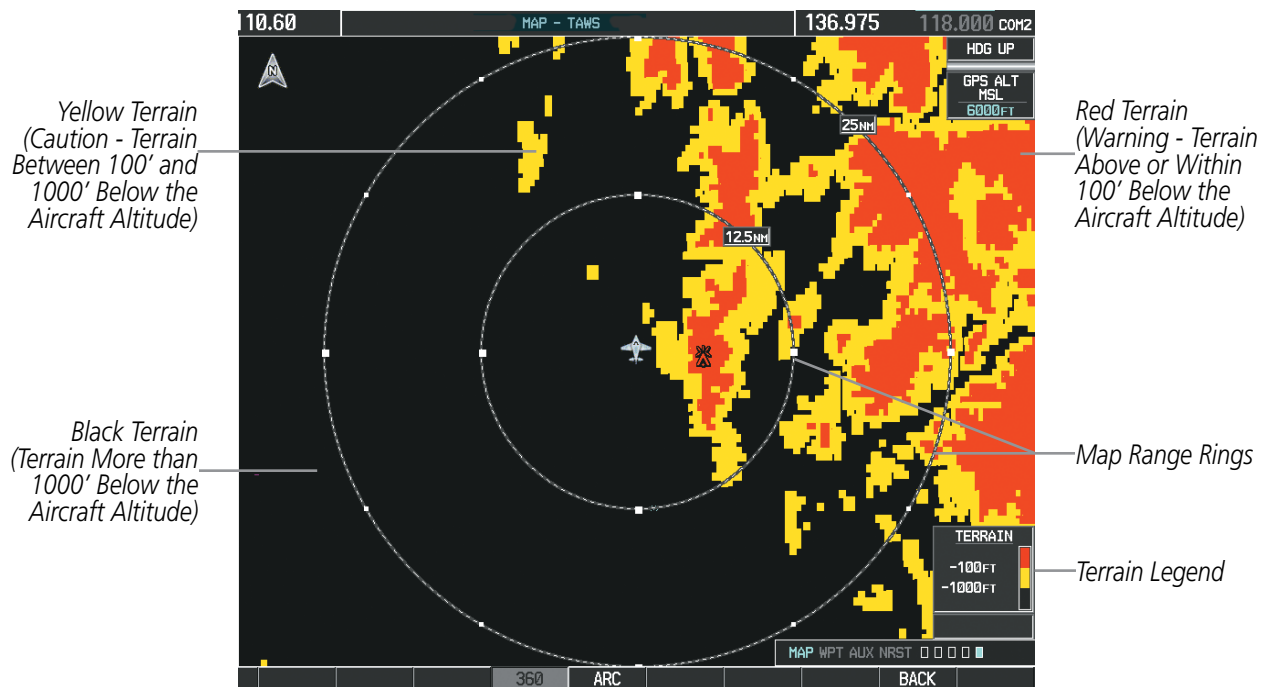 110.60
MAP - TAWS
136.975
118.000 COM2
HDG UP
N
GPS ALT
MSL
6000FT
Yellow Terrain
(Caution - Terrain
Between 100' and
1000' Below the
Aircraft Altitude)
25NM
Red Terrain
(Warning - Terrain
Above or Within
100' Below the
Aircraft Altitude)
12.5NM
Black Terrain
(Terrain More than
1000' Below the
Aircraft Altitude)
Map Range Rings
TERRAIN
-100FT
-1000FT
Terrain Legend
MAP WPT AUX NRST
360
ARC
BACK